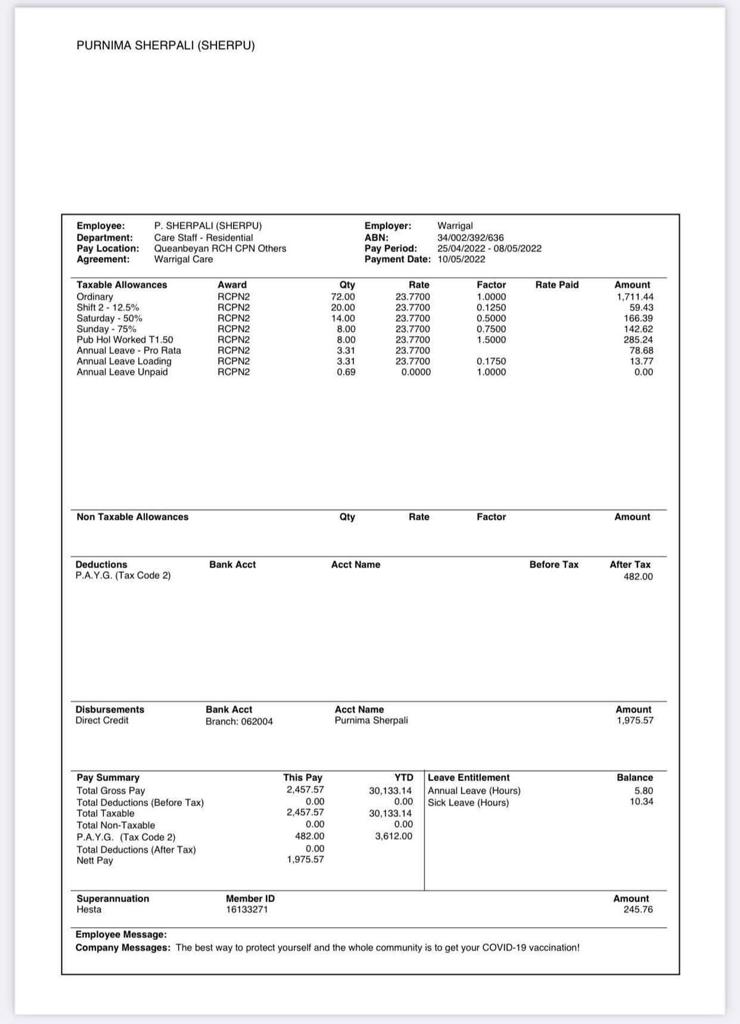 PURNIMA SHERPALI (SHERPU)
Employee: P. SHERPALI (SHERPU) Employer: Warrigal
Department: Care Staff - Residential ABN: 34/002/392/636
Pay Location: Queanbeyan RCH CPN Others Pay Period: 25/04/2022 - 08/05/2022
Agreement: Warrigal Care Payment Date: 10/05/2022
Taxable Allowances Award Qty Rate Factor Rate Paid Amount
Ordinary RCPN2 72.00 23.7700 1.0000 1,711.44
Shift 2 - 12.5% RCPN2 20.00 23.7700 0.1250 59.43
Saturday - 50% RCPN2 14.00 23.7700 0.5000 166.39
Sunday - 75% RCPN2 8.00 23.7700 0.7500 142.62
Pub Hol Worked T1.50 RCPN2 8.00 23.7700 1.5000 285.24
Annual Leave - Pro Rata RCPN2 3.31 23.7700 78.68
Annual Leave Loading RCPN2 3.31 23.7700 0.1750 13.77
Annual Leave Unpaid RCPN2 0.69 0.0000 1.0000 0.00
Non Taxable Allowances Qty Rate Factor Amount
Deductions Bank Acct Acct Name Before Tax After Tax
P.A.Y.G. (Tax Code 2) 482.00
Disbursements Bank Acct Acct Name Amount
Direct Credit Branch: 062004 Purnima Sherpali 1,975.57
Pay Summary This Pay YTD Leave Entitlement Balance
Total Gross Pay 2,457.57 30,133.14 Annual Leave (Hours) 5.80
Total Deductions (Before Tax) 0.00 0.00 Sick Leave (Hours) 10.34
Total Taxable 2,457.57 30,133.14
Total Non-Taxable 0.00 0.00
P.A.Y.G. (Tax Code 2) 482.00 3,612.00
Total Deductions (After Tax) 0.00
Nett Pay 1,975.57
Superannuation Member ID Amount
Hesta 16133271 245.76
Employee Message:
Company Messages: The best way to protect yourself and the whole community is to get your COVID-19 vaccination!